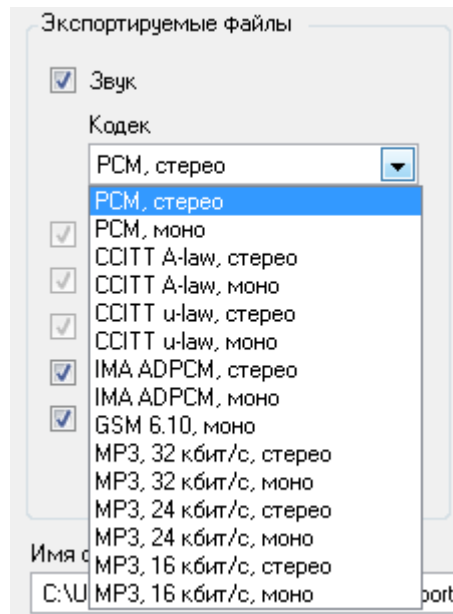 Экспортируемые файлы
Звук
Кодек
PCM, стерео
PCM, стерео
PCM, моно
CCITT A-law, стерео
CCITT A-law, моно
CCITT u-law, стерео
CCITT u-law, моно
IMA ADPCM, стерео
IMA ADPCM, моно
GSM 6.10, моно
MP3, 32 кбит/с, стерео
MP3, 32 кбит/с, моно
MP3, 24 кбит/с, стерео
MP3, 24 кбит/с, моно
MP3, 16 кбит/с, стерео
Имя
C:\U MP3, 16 кбит/с, моно port